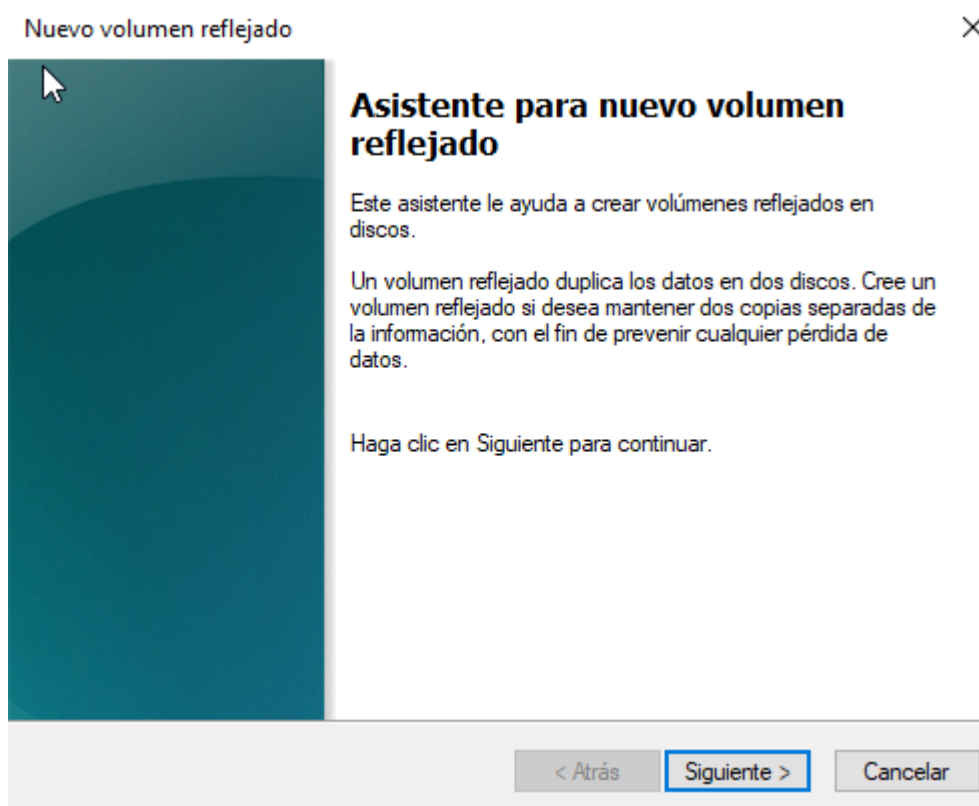 Nuevo volumen reflejado
Asistente para nuevo volumen
reflejado
Este asistente le ayuda a crear volúmenes reflejados en
discos.
Un volumen reflejado duplica los datos en dos discos. Cree un
volumen reflejado si desea mantener dos copias separadas de
la información, con el fin de prevenir cualquier pérdida de
datos.
Haga clic en Siguiente para continuar.
< Atrás
Siguiente >
Cancelar